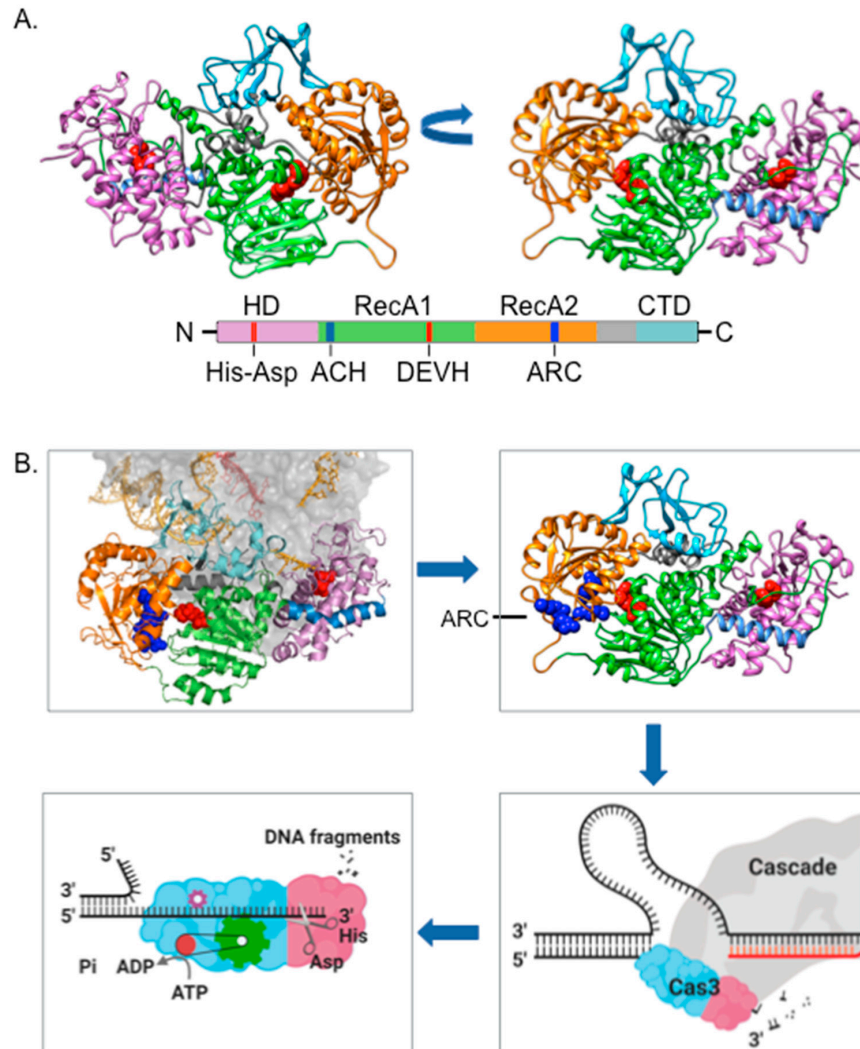 A.
HD RecA1 RecA2 CTD
N C
His-Asp ACH DEVH ARC
B.
ARC
5'
3'
5'
DNA fragments
3'
His
Asp
Pi ADP
ATP
Cascade
3'
5'
Cas3
3'